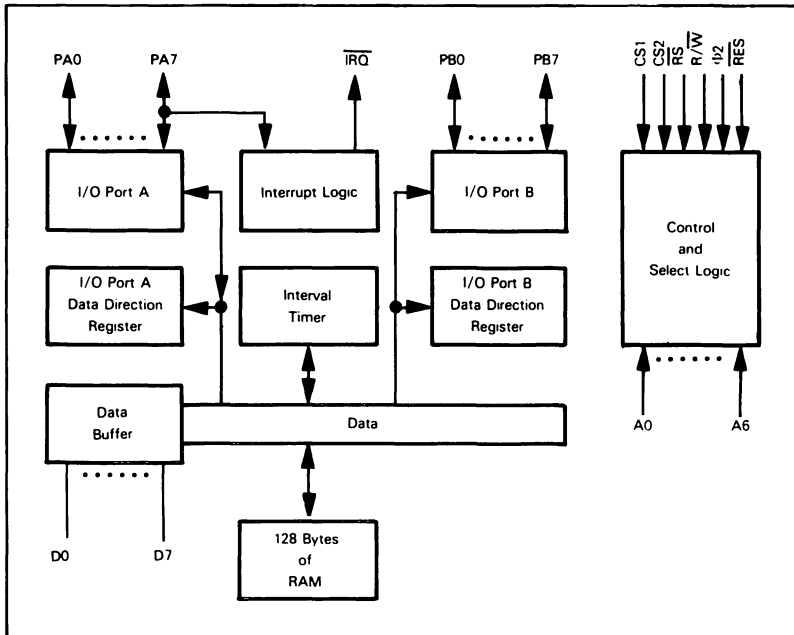 PA0 PA7 IRQ PB0 PB7 CS1 CS2 RS R/W Φ2 RES
I/O Port A
Interrupt Logic
I/O Port B
Control
and
Select Logic
I/O Port A
Data Direction
Register
Interval
Timer
I/O Port B
Data Direction
Register
Data
Buffer
Data
A0 A6
D0 D7
128 Bytes
of
RAM